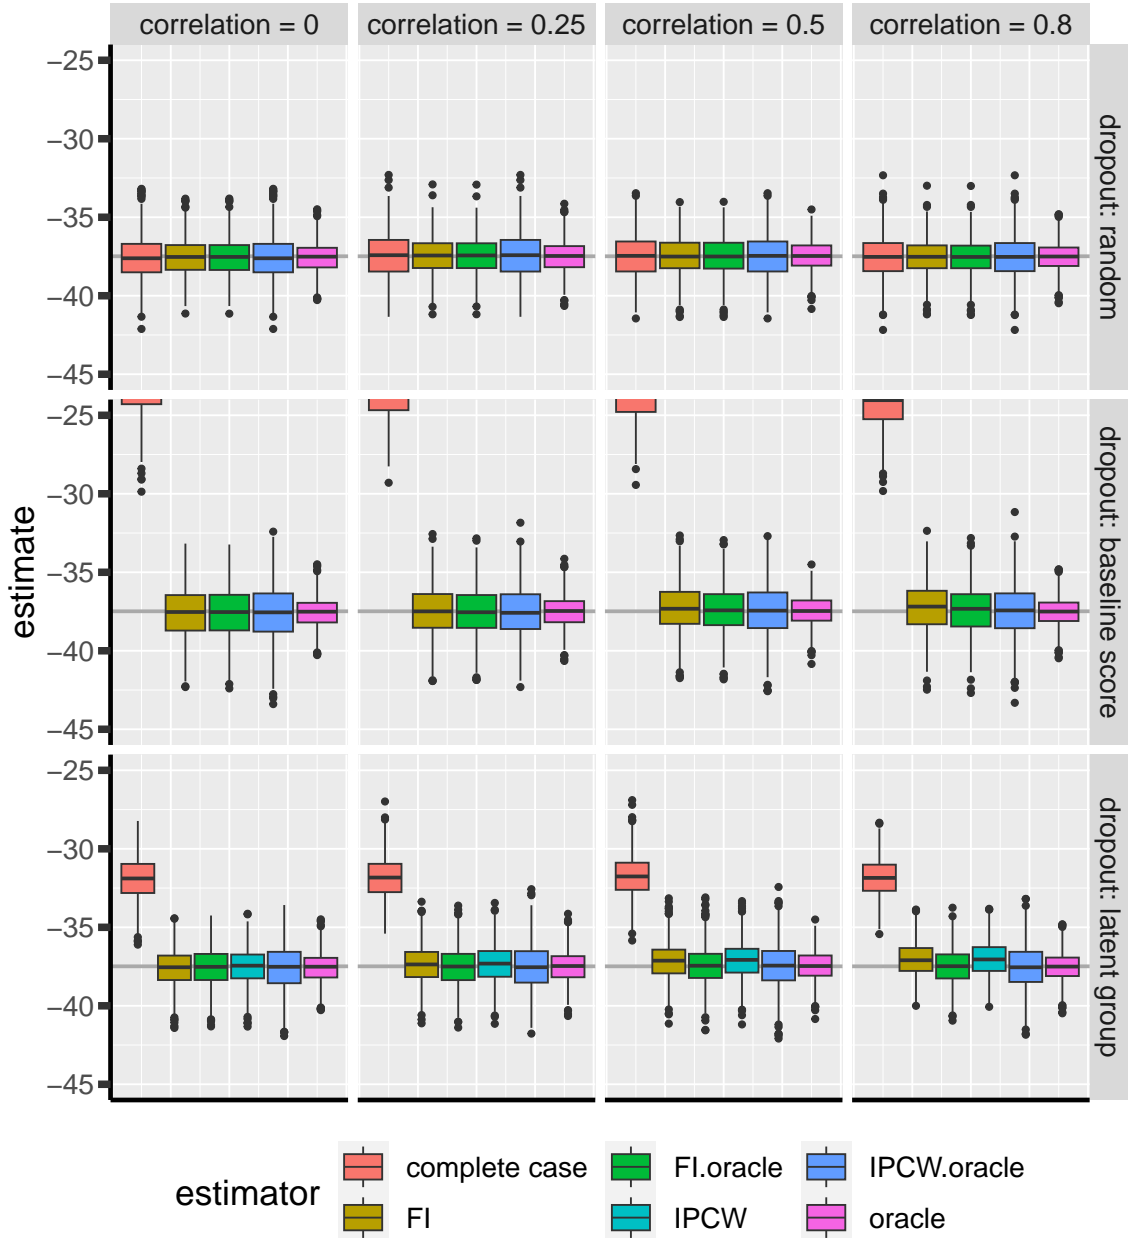 correlation = 0 correlation = 0.25 correlation = 0.5 correlation = 0.8
−25
−30
−35
−40
−45
dropout: random
−25
−30
−35
−40
−45
dropout: baseline score
−25
−30
−35
−40
−45
dropout: latent group
estimate
estimator
complete case
FI
FI.oracle
IPCW
IPCW.oracle
oracle